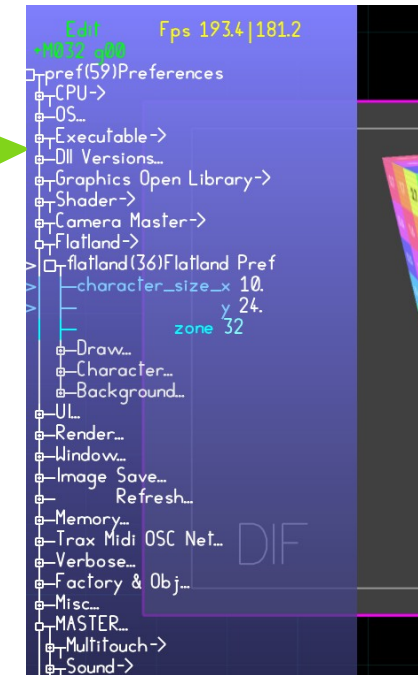 Edit
Fps 193.4|181.2
+M032 g00
pref(59)Preferences
CPU->
OS...
Executable->
Dll Versions...
Graphics Open Library->
Shader->
Camera Master->
Flatland->
flatland(36)Flatland Pref
character_size_x 10.
y 24.
zone 32
Draw...
Character...
Background...
UI...
Render...
Window...
Image Save...
Refresh...
Memory...
Trax Midi OSC Net...
DIF
Verbose...
Factory & Obj...
Misc...
MASTER...
Multitouch->
Sound->